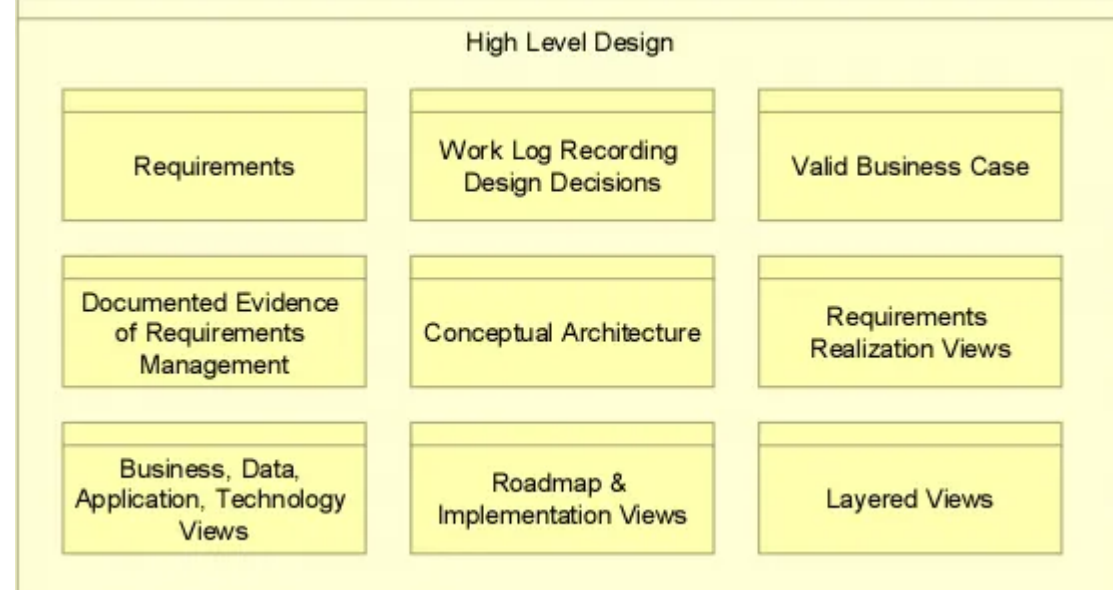 High Level Design
Requirements
Work Log Recording
Design Decisions
Valid Business Case
Documented Evidence
of Requirements
Management
Conceptual Architecture
Requirements
Realization Views
Business, Data,
Application, Technology
Views
Roadmap &
Implementation Views
Layered Views